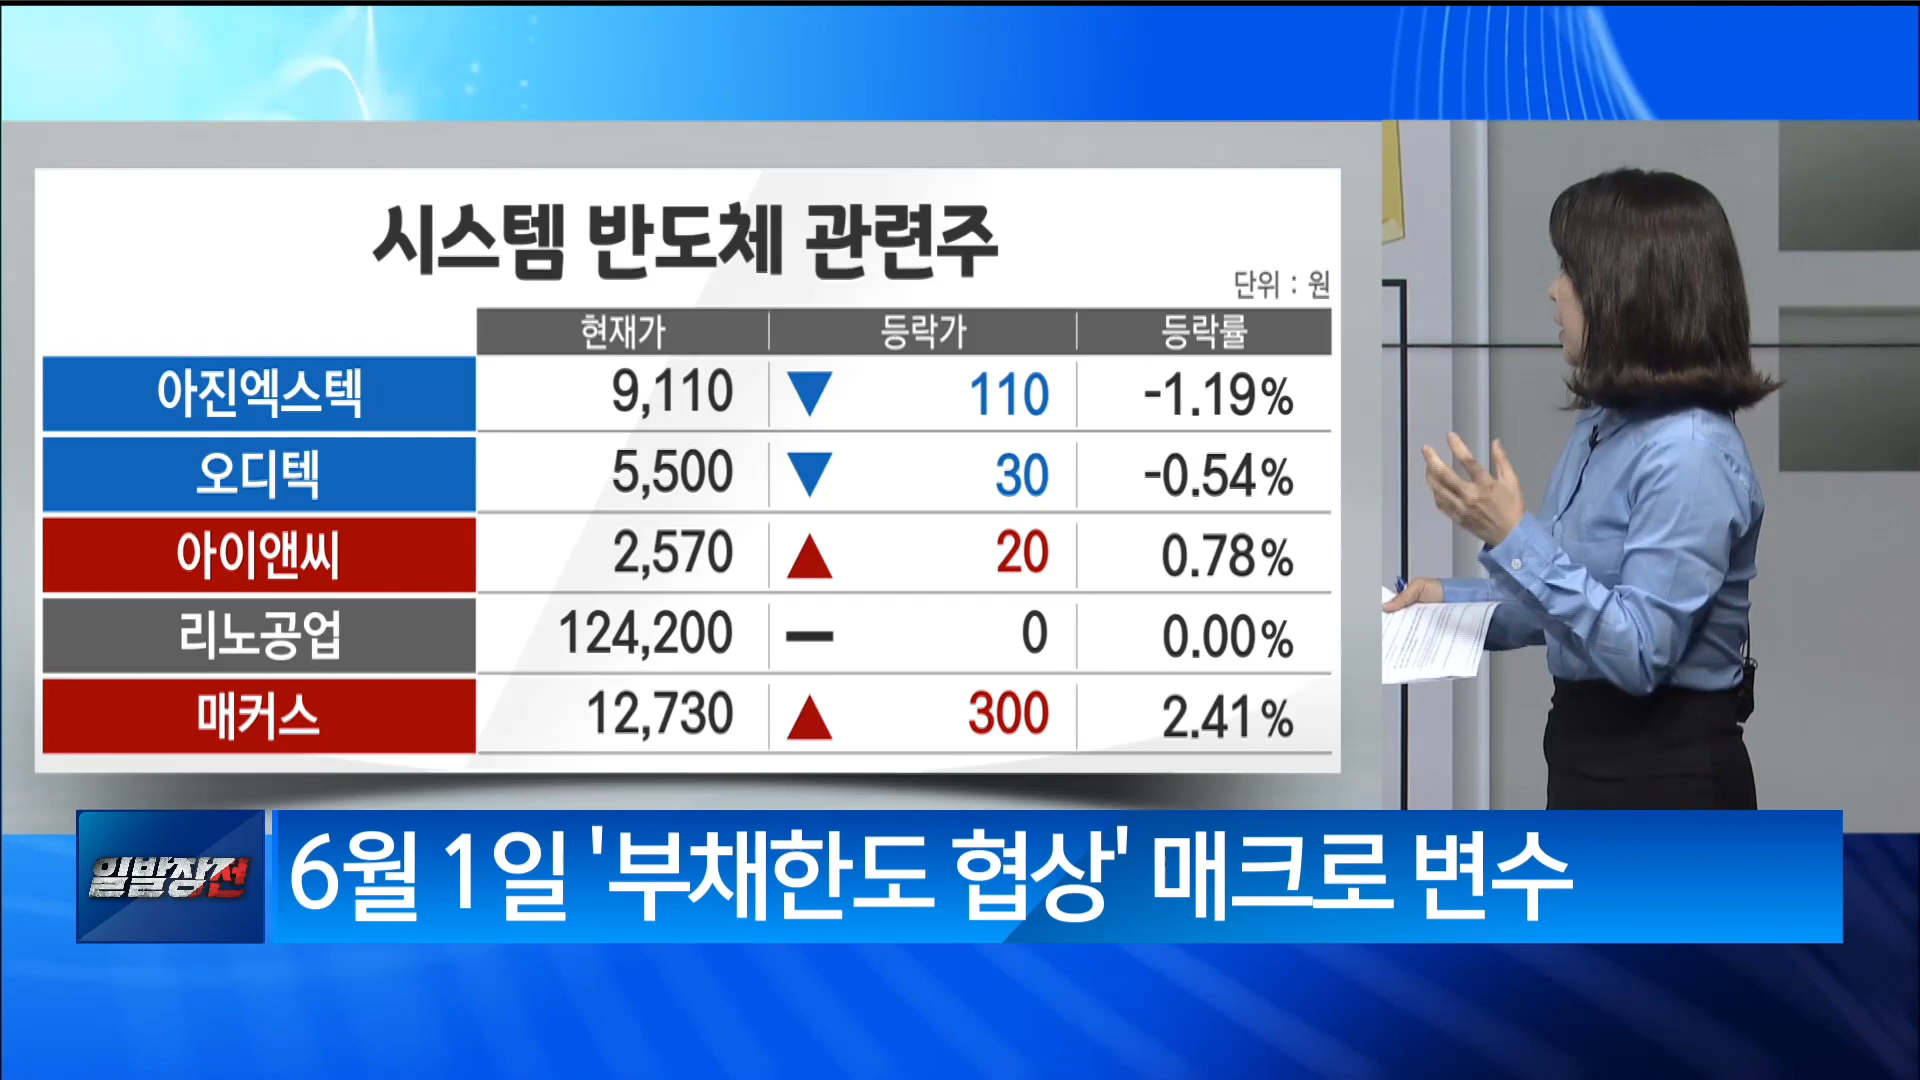 시스템 반도체 관련주
단위 : 원
현재가 등락가 등락률
아진엑스텍 9,110 ▼ 110 -1.19%
오디텍 5,500 ▼ 30 -0.54%
아이앤씨 2,570 ▲ 20 0.78%
리노공업 124,200 — 0 0.00%
매커스 12,730 ▲ 300 2.41%
일발장전
6월 1일 '부채한도 협상' 매크로 변수